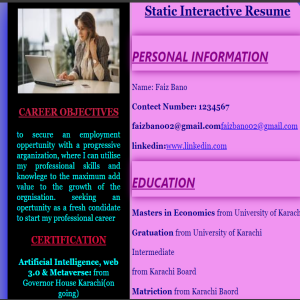 Static Interactive Resume
CAREER OBJECTIVES
to secure an employment
oppertunity with a progressive
arganization, where I can utilise
my professional skills and
knowlege to the maximum add
value to the growth of the
orgnisation. seeking an
opertunity as a fresh candidate
to start my professional career
CERTIFICATION
Artificial Intelligence, web
3.0 & Metaverse: from
Governor House Karachi(on
going)
PERSONAL INFORMATION
Name: Faiz Bano
Contect Number: 1234567
faizbano02@gmail.comfaizbano02@gmail.com
linkedin:www.linkedin.com
EDUCATION
Masters in Economics from University of Karach
Gratuation from University of Karachi
Intermediate
from Karachi Board
Matriction from Karachi Baord